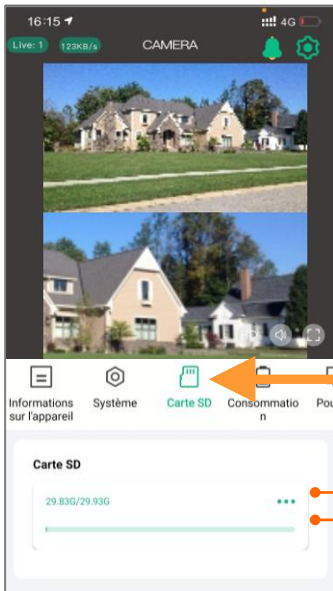 16:15
4G
Live: 1
123KB/s
CAMERA
Informations
sur l'appareil
Système
Carte SD
Consommatio
n
Pou
Carte SD
29.83G/29.93G